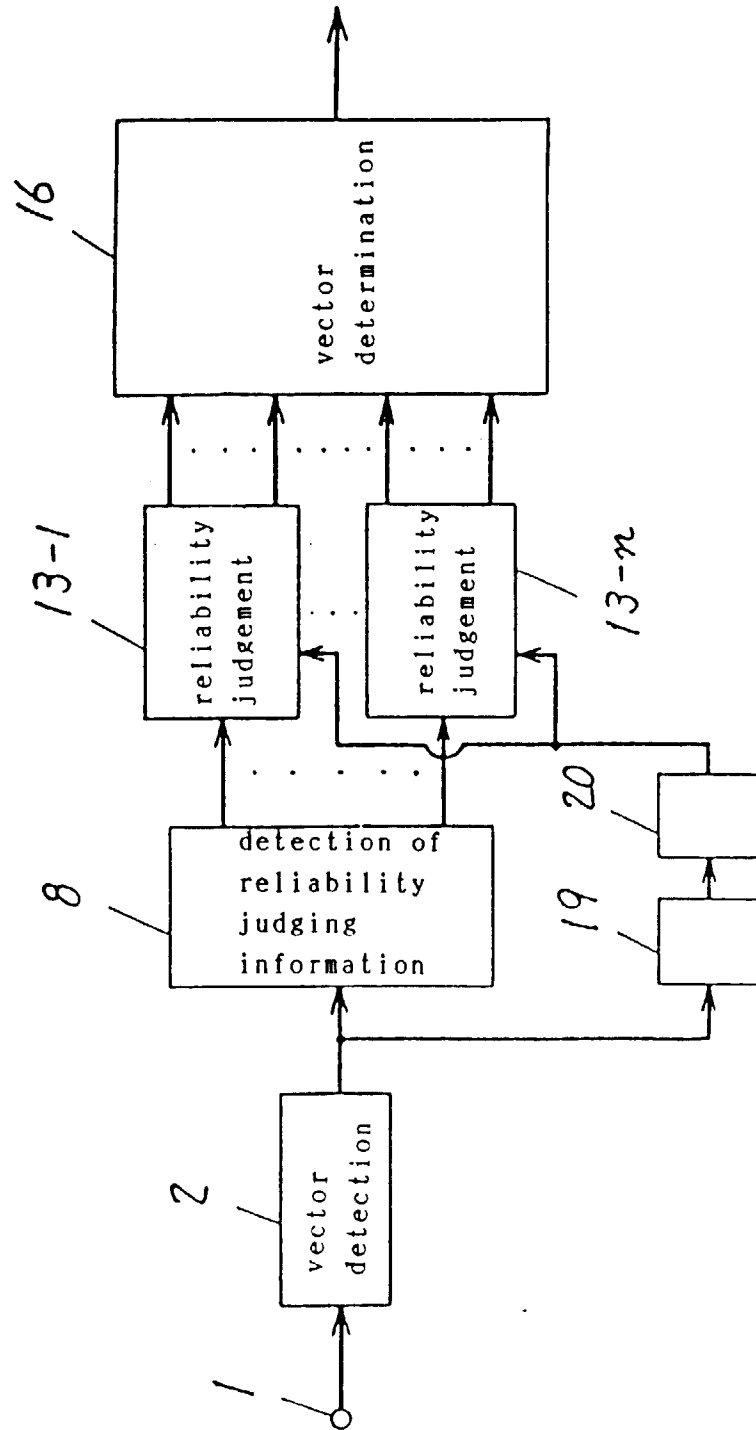 1
2
vector
detection
8
detection of
reliability
judging
information
19
20
13-1
reliability
judgement
13-n
reliability
judgement
16
vector
determination